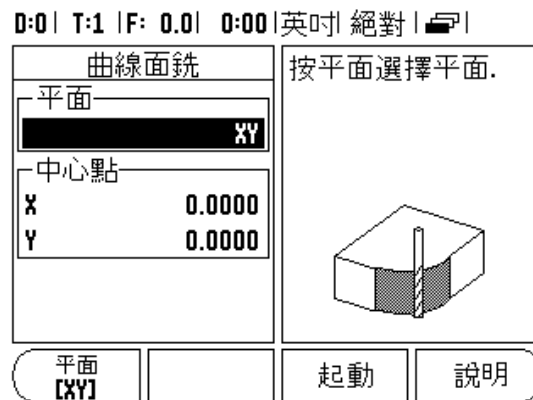 D:0| T:1 |F: 0.0| 0:00|英吋| 絕對|
曲線面銑
平面
XY
中心點
X 0.0000
Y 0.0000
按平面選擇平面.
平面
[XY]
起動
說明